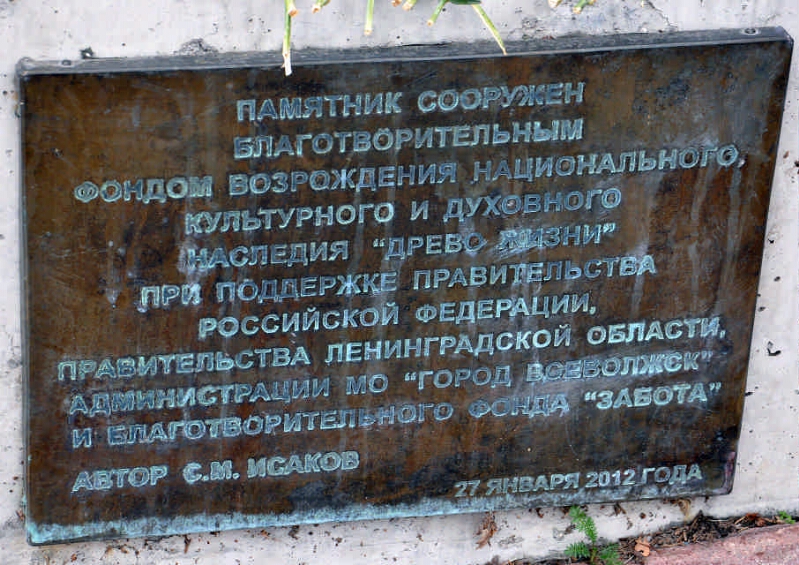 ПАМЯТНИК СООРУЖЕН
БЛАГОТВОРИТЕЛЬНЫМ
ФОНДОМ ВОЗРОЖДЕНИЯ НАЦИОНАЛЬНОГО,
КУЛЬТУРНОГО И ДУХОВНОГО
НАСЛЕДИЯ "ДРЕВО ЖИЗНИ"
ПРИ ПОДДЕРЖКЕ ПРАВИТЕЛЬСТВА
РОССИЙСКОЙ ФЕДЕРАЦИИ,
ПРАВИТЕЛЬСТВА ЛЕНИНГРАДСКОЙ ОБЛАСТИ,
АДМИНИСТРАЦИИ МО "ГОРОД ВСЕВОЛЖСК"
И БЛАГОТВОРИТЕЛЬНОГО ФОНДА "ЗАБОТА"
АВТОР С.М. ИСАКОВ
27 ЯНВАРЯ 2012 ГОДА